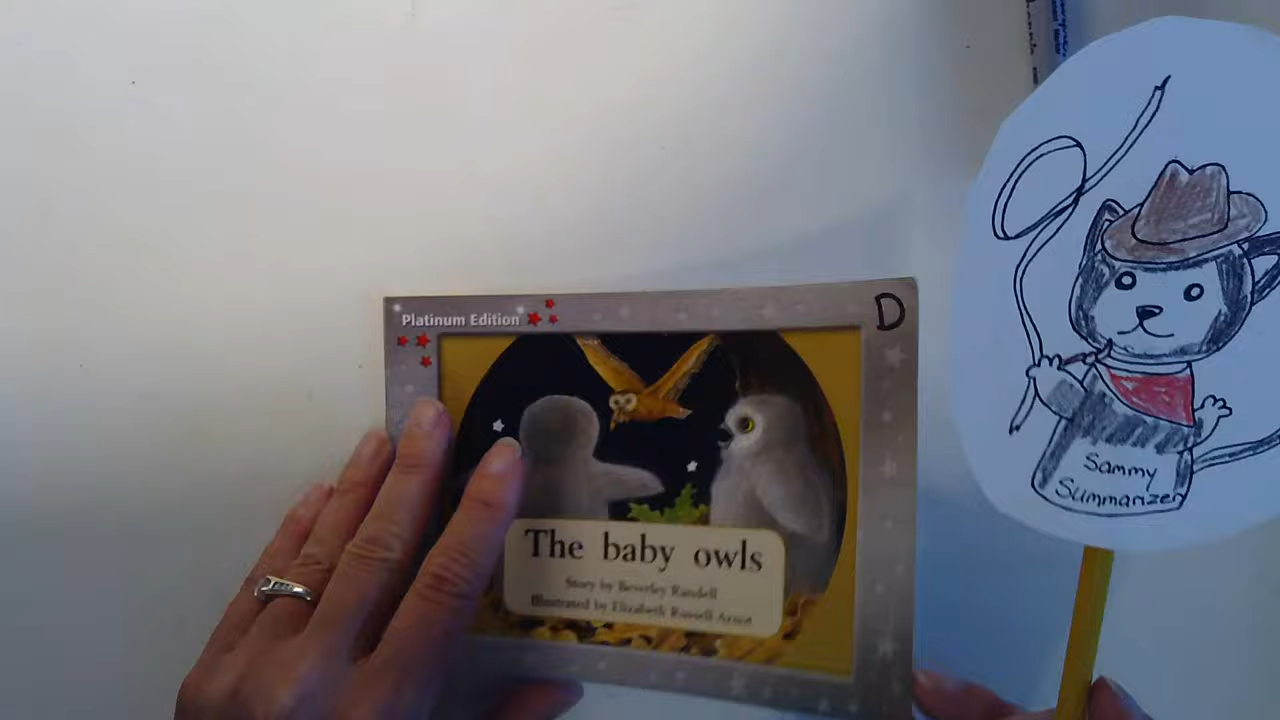 Platinum Edition
D
The baby owls
Story by Beverley Randell
Illustrated by Elizabeth Russell-Arnot
Sammy
Summarizer